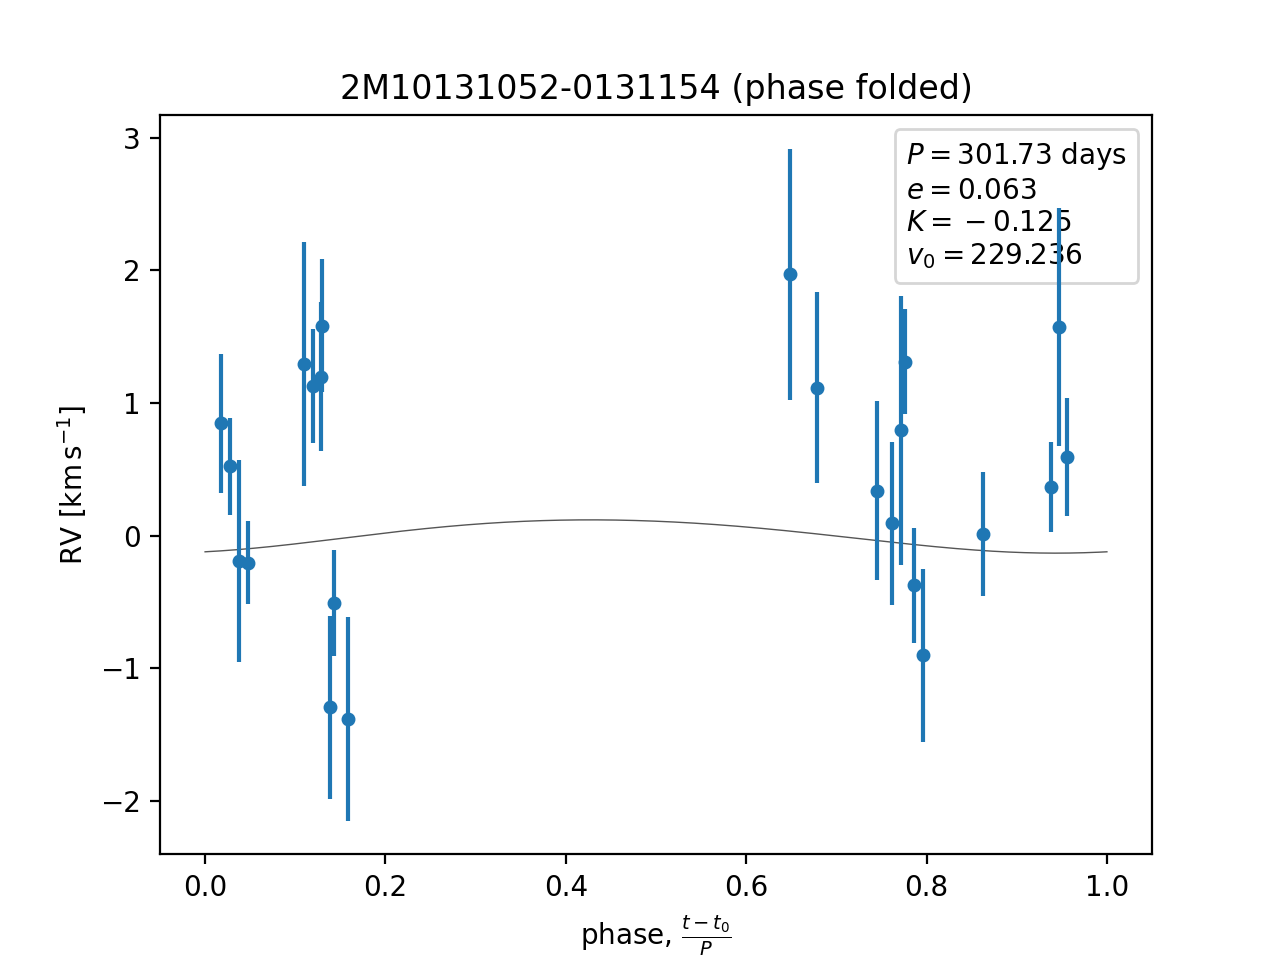 2M10131052-0131154 (phase folded)
P = 301.73 days
e = 0.063
K = −0.125
v₀ = 229.236
3
2
1
0
−1
−2
RV [km s⁻¹]
0.0 0.2 0.4 0.6 0.8 1.0
phase, (t − t₀)/P